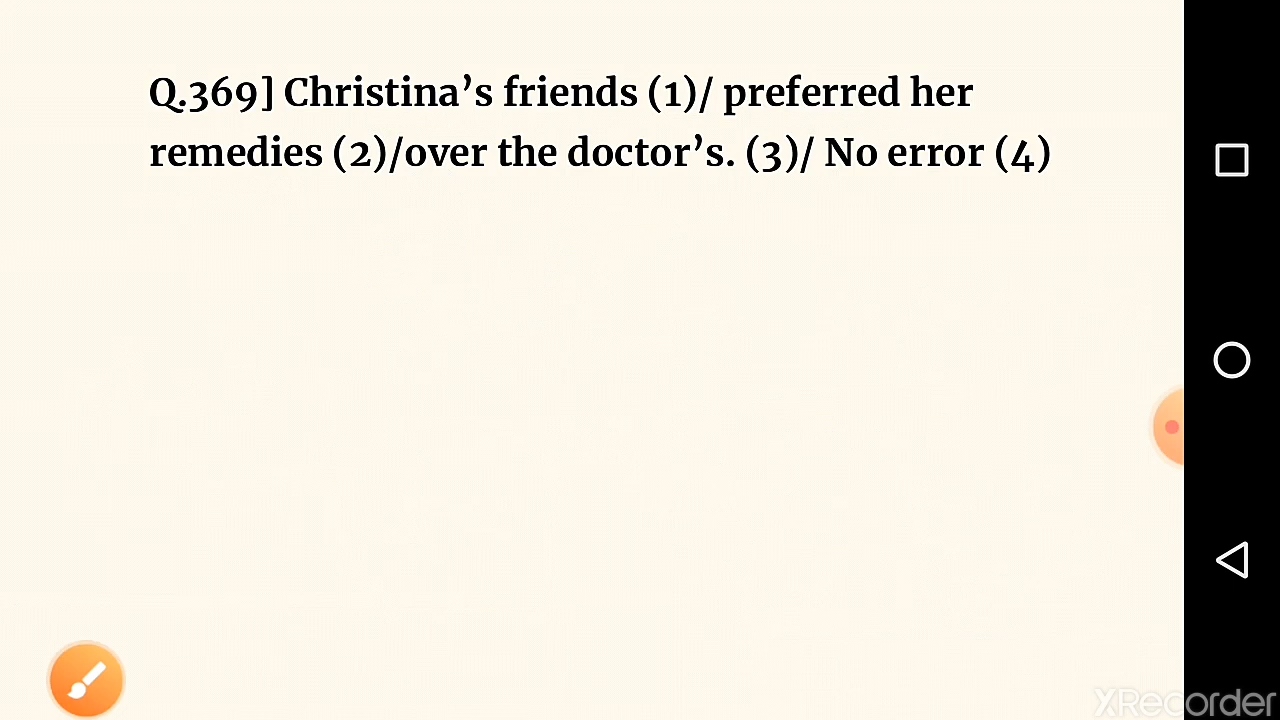 Q.369] Christina’s friends (1)/ preferred her
remedies (2)/over the doctor’s. (3)/ No error (4)
XRecorder